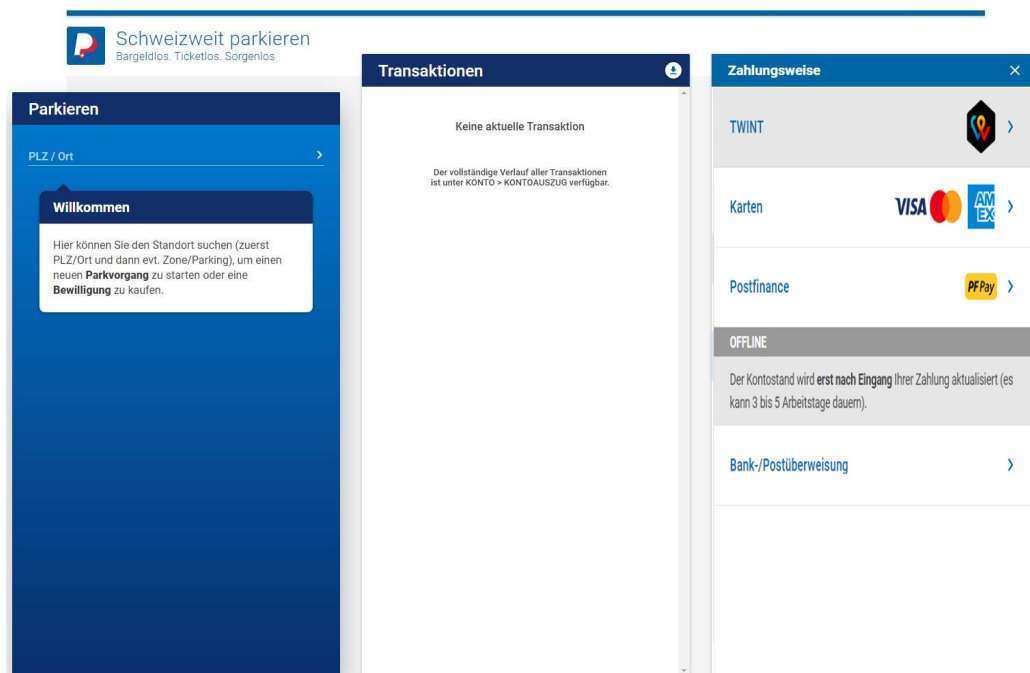 Schweizweit parkieren
Bargeldlos. Ticketlos. Sorgenlos
Parkieren
PLZ / Ort
Willkommen
Hier können Sie den Standort suchen (zuerst
PLZ/Ort und dann evt. Zone/Parking), um einen
neuen Parkvorgang zu starten oder eine
Bewilligung zu kaufen.
Transaktionen
Keine aktuelle Transaktion
Der vollständige Verlauf aller Transaktionen
ist unter KONTO > KONTOAUSZUG verfügbar.
Zahlungsweise
TWINT
Karten
VISA
AM
EX
Postfinance
PF Pay
OFFLINE
Der Kontostand wird erst nach Eingang Ihrer Zahlung aktualisiert (es
kann 3 bis 5 Arbeitstage dauern).
Bank-/Postüberweisung